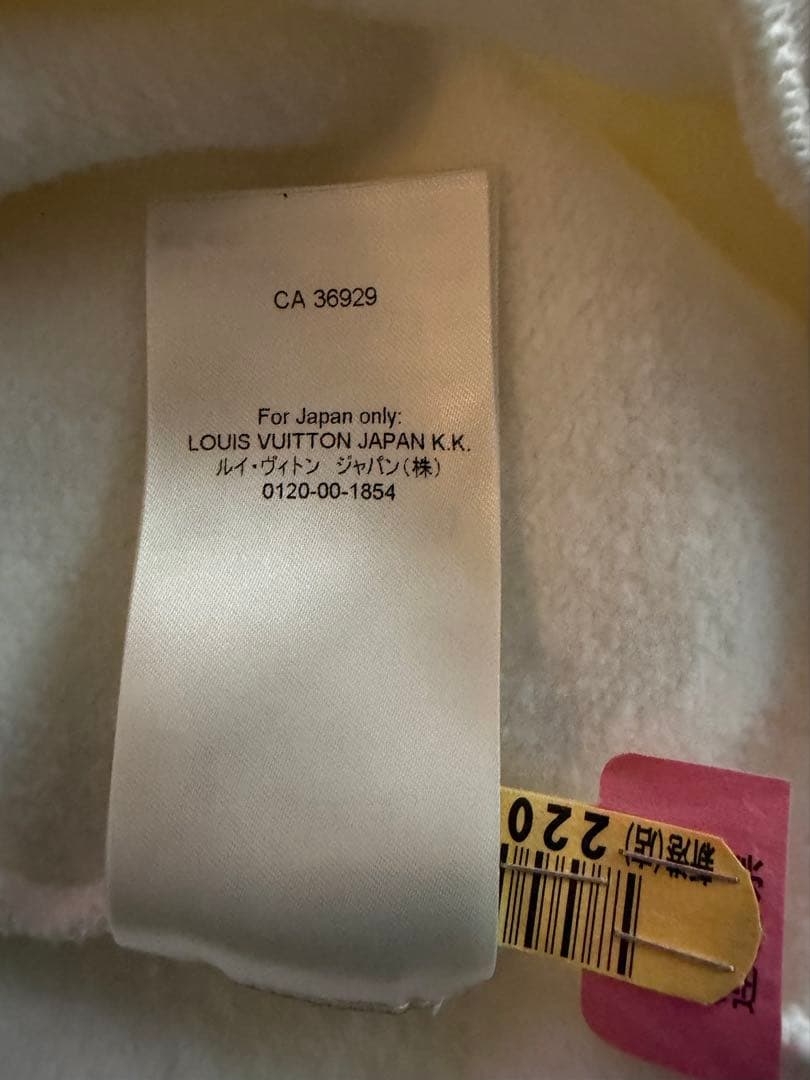 CA 36929
For Japan only:
LOUIS VUITTON JAPAN K.K.
ルイ・ヴィトン ジャパン(株)
0120-00-1854
220